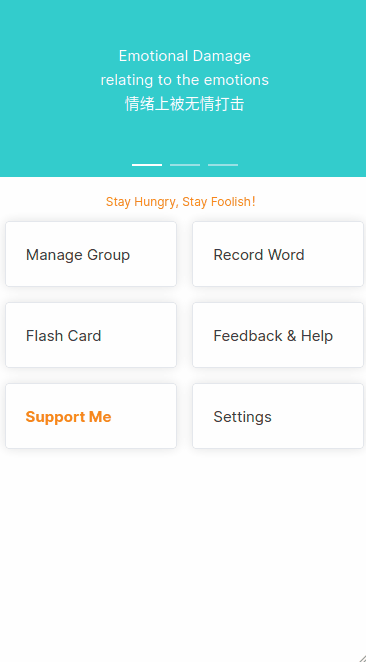 Emotional Damage
relating to the emotions
情绪上被无情打击
Stay Hungry, Stay Foolish!
Manage Group
Record Word
Flash Card
Feedback & Help
Support Me
Settings